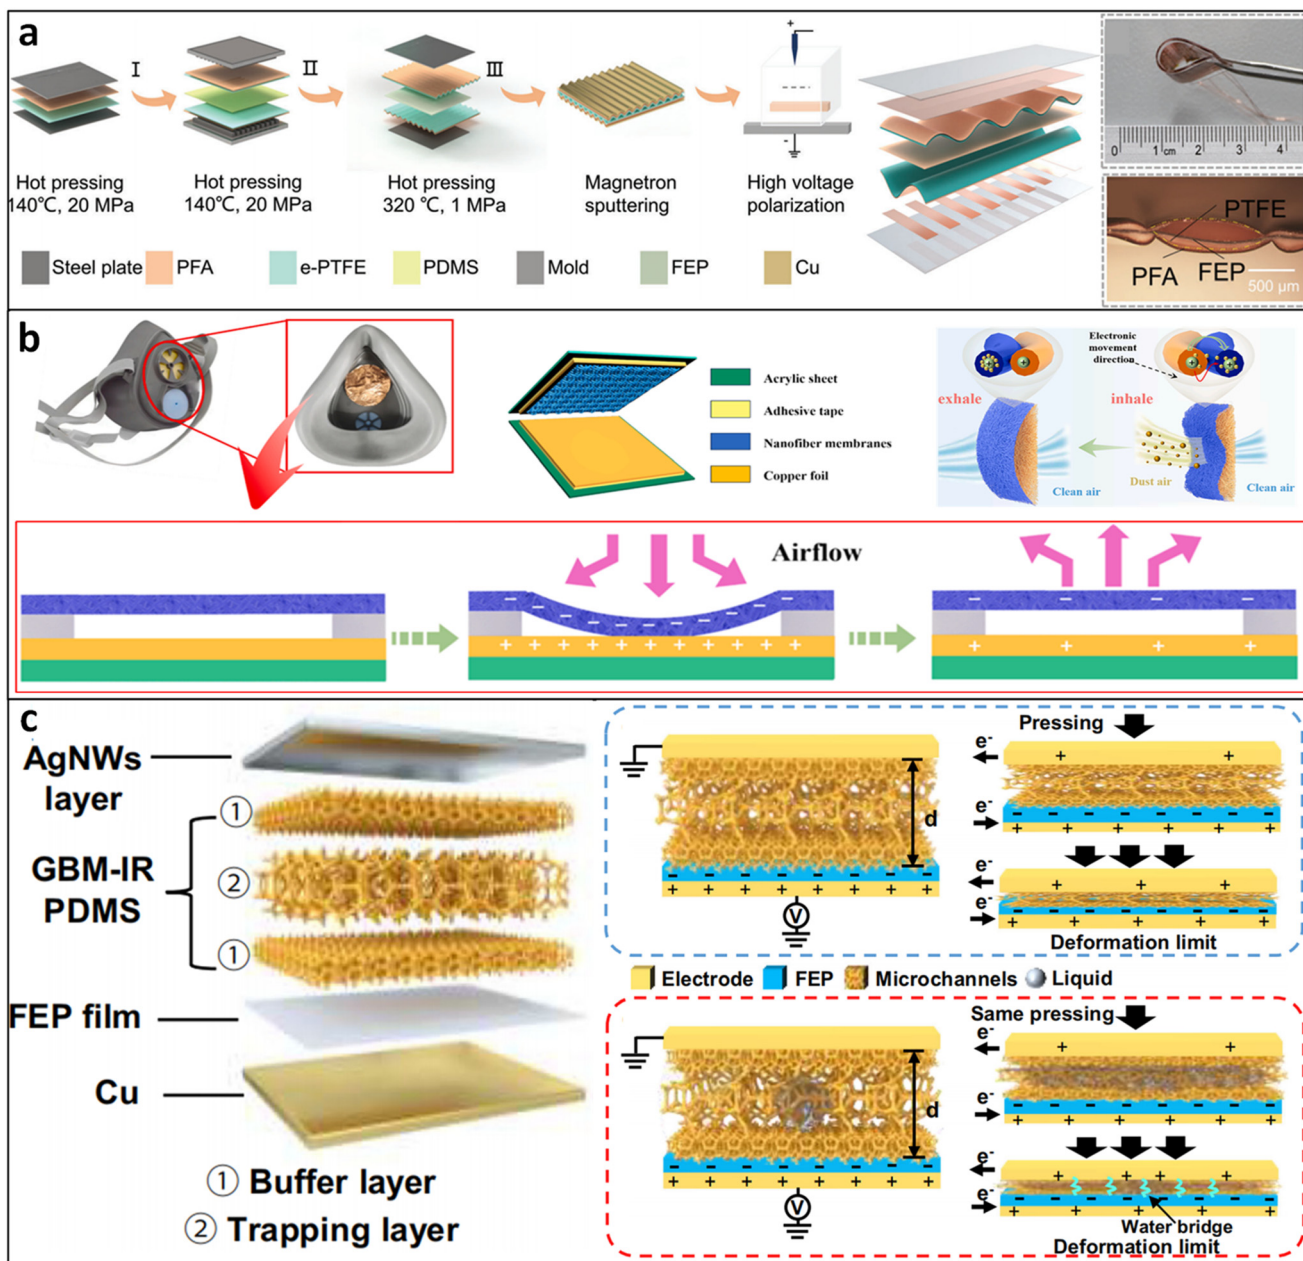 a
I
II
III
+
-
Hot pressing
140℃, 20 MPa
Hot pressing
140℃, 20 MPa
Hot pressing
320 ℃, 1 MPa
Magnetron
sputtering
High voltage
polarization
Steel plate
PFA
e-PTFE
PDMS
Mold
FEP
Cu
0 1 cm 2 3 4
PTFE
PFA
FEP
500 μm
b
Acrylic sheet
Adhesive tape
Nanofiber membranes
Copper foil
Electronic
movement
direction
exhale
inhale
Clean air
Dust air
Clean air
Airflow
c
AgNWs
layer
①
GBM-IR
PDMS
②
①
FEP film
Cu
① Buffer layer
② Trapping layer
d
V
Pressing
e-
e-
e-
e-
Deformation limit
Electrode
FEP
Microchannels
Liquid
d
V
Same pressing
e-
e-
e-
e-
Water bridge
Deformation limit